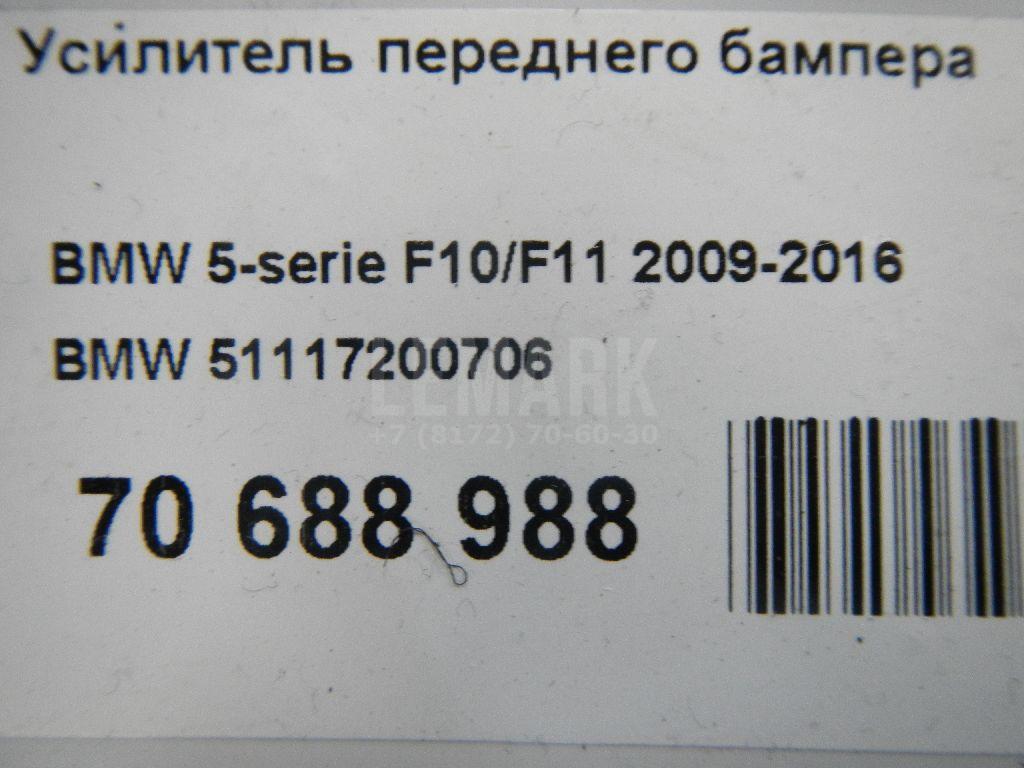 Усилитель переднего бампера
BMW 5-serie F10/F11 2009-2016
BMW 51117200706
LEMARK
+7 (8172) 70-60-30
70 688 988